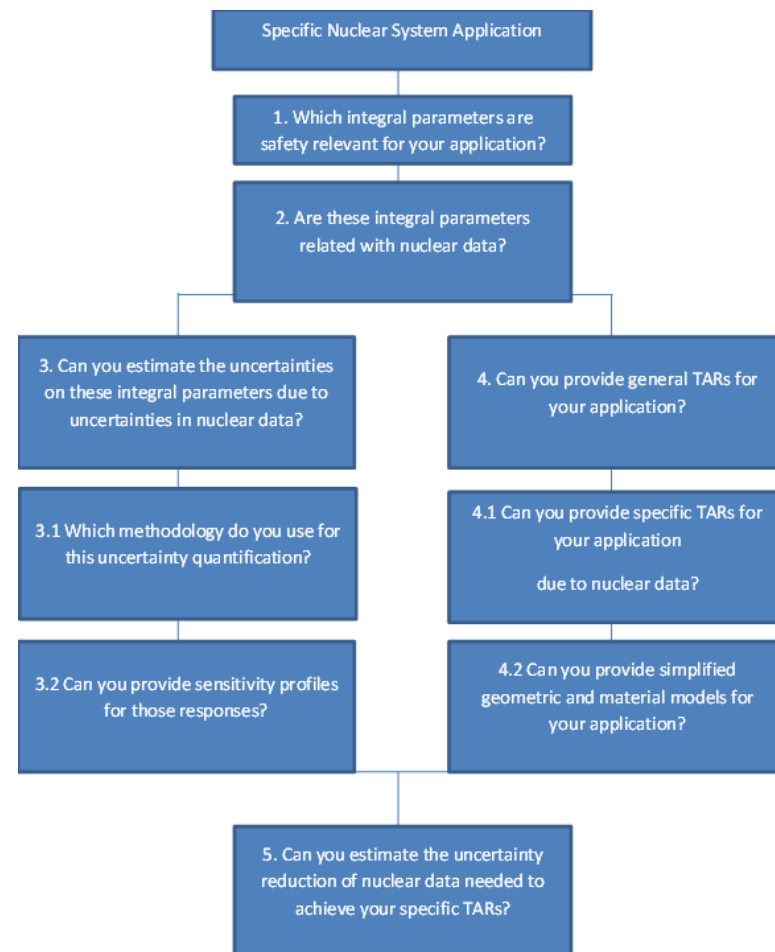 Specific Nuclear System Application
1. Which integral parameters are
safety relevant for your application?
2. Are these integral parameters
related with nuclear data?
3. Can you estimate the uncertainties
on these integral parameters due to
uncertainties in nuclear data?
3.1 Which methodology do you use for
this uncertainty quantification?
3.2 Can you provide sensitivity profiles
for those responses?
4. Can you provide general TARs for
your application?
4.1 Can you provide specific TARs for
your application
due to nuclear data?
4.2 Can you provide simplified
geometric and material models for
your application?
5. Can you estimate the uncertainty
reduction of nuclear data needed to
achieve your specific TARs?